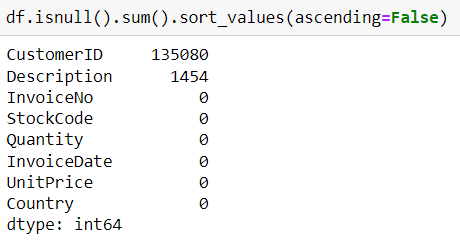 df.isnull().sum().sort_values(ascending=False)
CustomerID     135080
Description      1454
InvoiceNo           0
StockCode           0
Quantity            0
InvoiceDate         0
UnitPrice           0
Country             0
dtype: int64